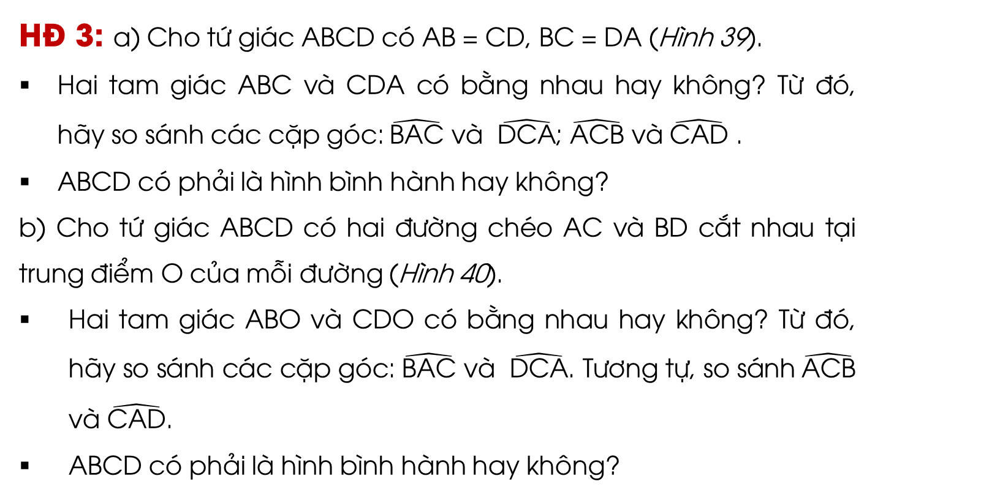 HĐ 3: a) Cho tứ giác ABCD có AB = CD, BC = DA (Hình 39).
▪ Hai tam giác ABC và CDA có bằng nhau hay không? Từ đó,
hãy so sánh các cặp góc: \widehat{BAC} và \widehat{DCA}; \widehat{ACB} và \widehat{CAD} .
▪ ABCD có phải là hình bình hành hay không?
b) Cho tứ giác ABCD có hai đường chéo AC và BD cắt nhau tại
trung điểm O của mỗi đường (Hình 40).
▪ Hai tam giác ABO và CDO có bằng nhau hay không? Từ đó,
hãy so sánh các cặp góc: \widehat{BAC} và \widehat{DCA}. Tương tự, so sánh \widehat{ACB}
và \widehat{CAD}.
▪ ABCD có phải là hình bình hành hay không?